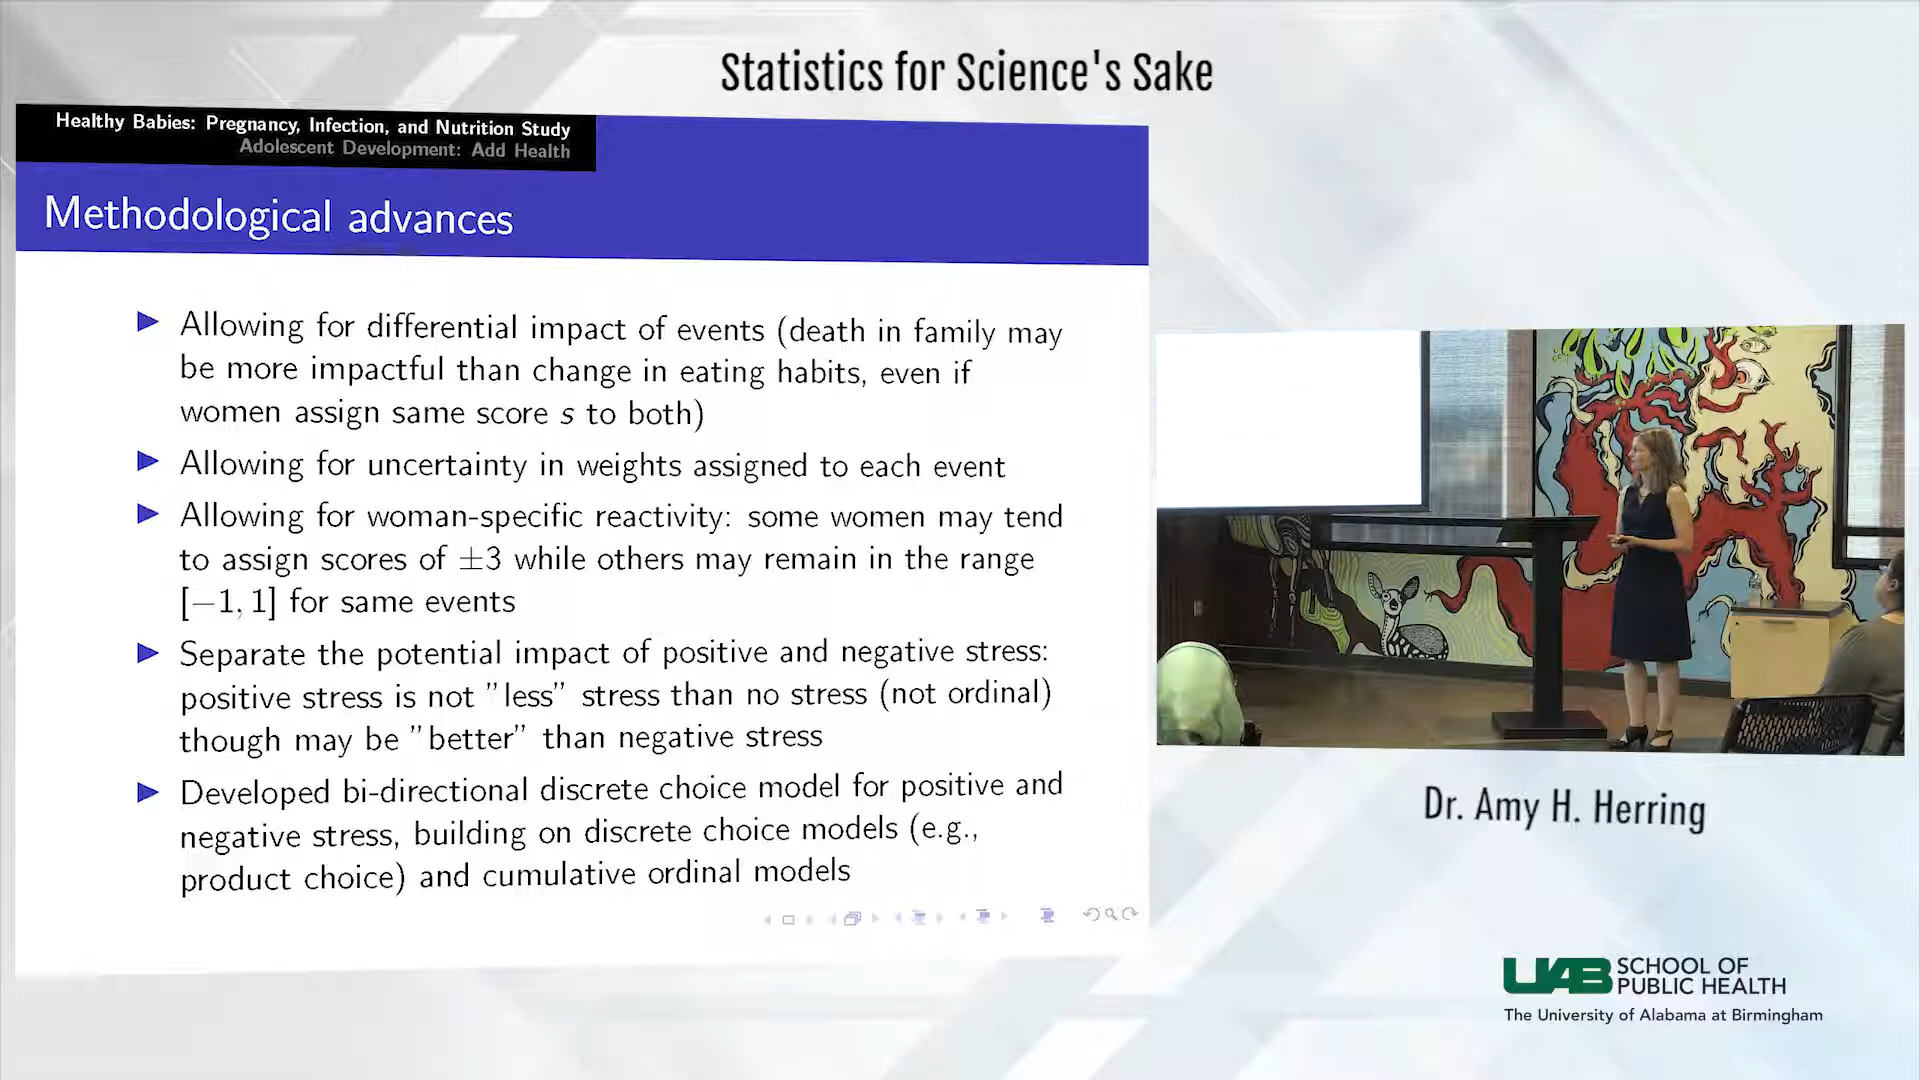 Statistics for Science's Sake
Healthy Babies: Pregnancy, Infection, and Nutrition Study
Adolescent Development: Add Health
Methodological advances
Allowing for differential impact of events (death in family may
be more impactful than change in eating habits, even if
women assign same score s to both)
Allowing for uncertainty in weights assigned to each event
Allowing for woman-specific reactivity: some women may tend
to assign scores of ±3 while others may remain in the range
[−1, 1] for same events
Separate the potential impact of positive and negative stress:
positive stress is not ”less” stress than no stress (not ordinal)
though may be ”better” than negative stress
Developed bi-directional discrete choice model for positive and
negative stress, building on discrete choice models (e.g.,
product choice) and cumulative ordinal models
Dr. Amy H. Herring
UAB SCHOOL OF
PUBLIC HEALTH
The University of Alabama at Birmingham